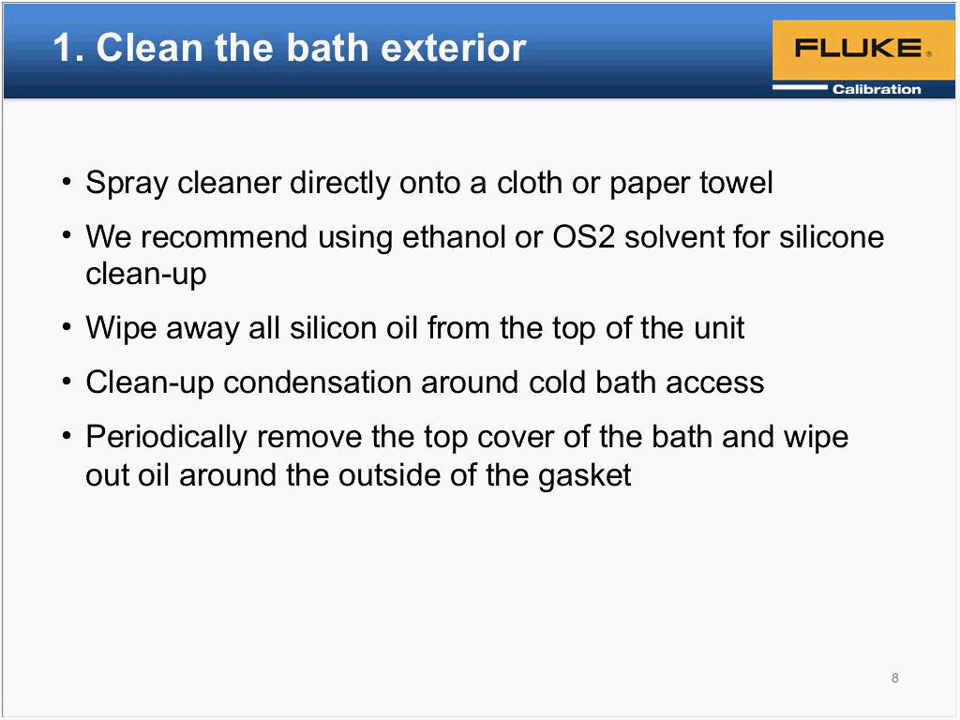 1. Clean the bath exterior
FLUKE®
Calibration
• Spray cleaner directly onto a cloth or paper towel
• We recommend using ethanol or OS2 solvent for silicone
clean-up
• Wipe away all silicon oil from the top of the unit
• Clean-up condensation around cold bath access
• Periodically remove the top cover of the bath and wipe
out oil around the outside of the gasket
8